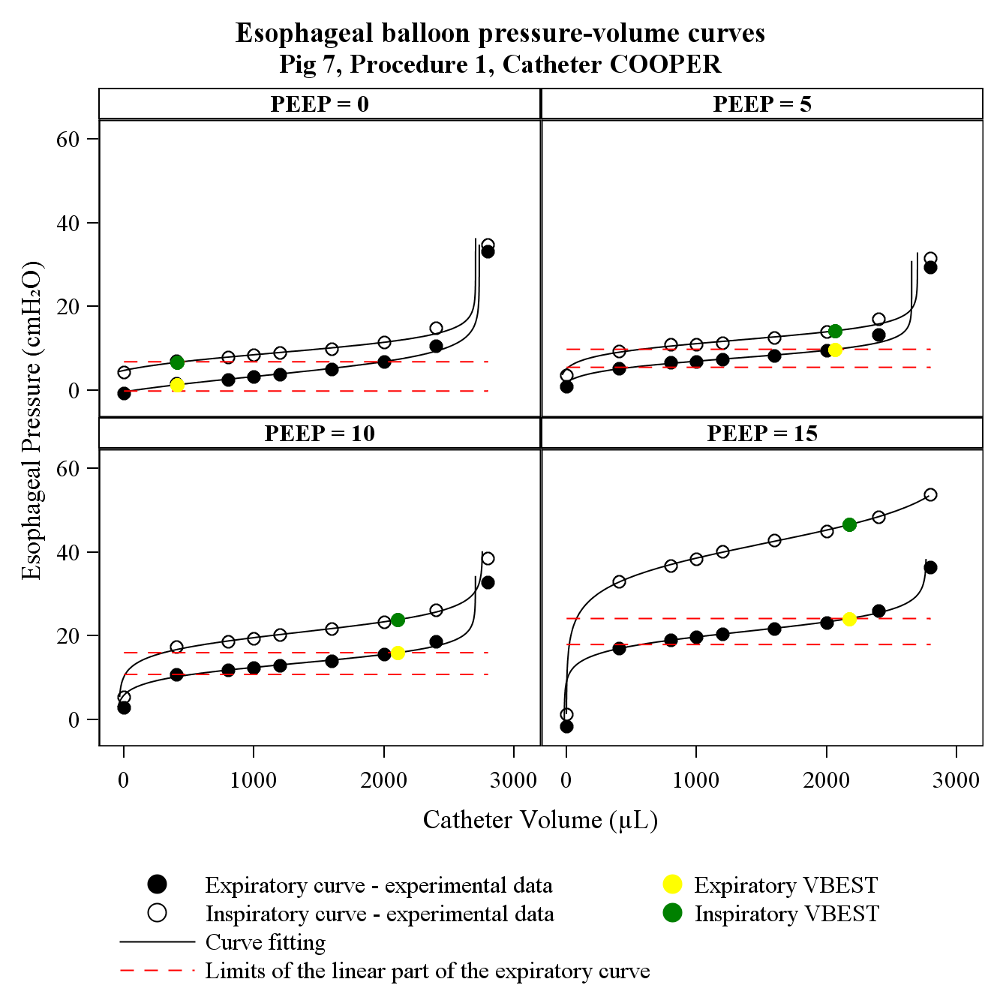 Esophageal balloon pressure-volume curves
Pig 7, Procedure 1, Catheter COOPER
PEEP = 0
PEEP = 5
60
40
20
0
PEEP = 10
PEEP = 15
60
40
20
0
Esophageal Pressure (cmH₂O)
0 1000 2000 3000
0 1000 2000 3000
Catheter Volume (µL)
Expiratory curve - experimental data
Inspiratory curve - experimental data
Curve fitting
Limits of the linear part of the expiratory curve
Expiratory VBEST
Inspiratory VBEST